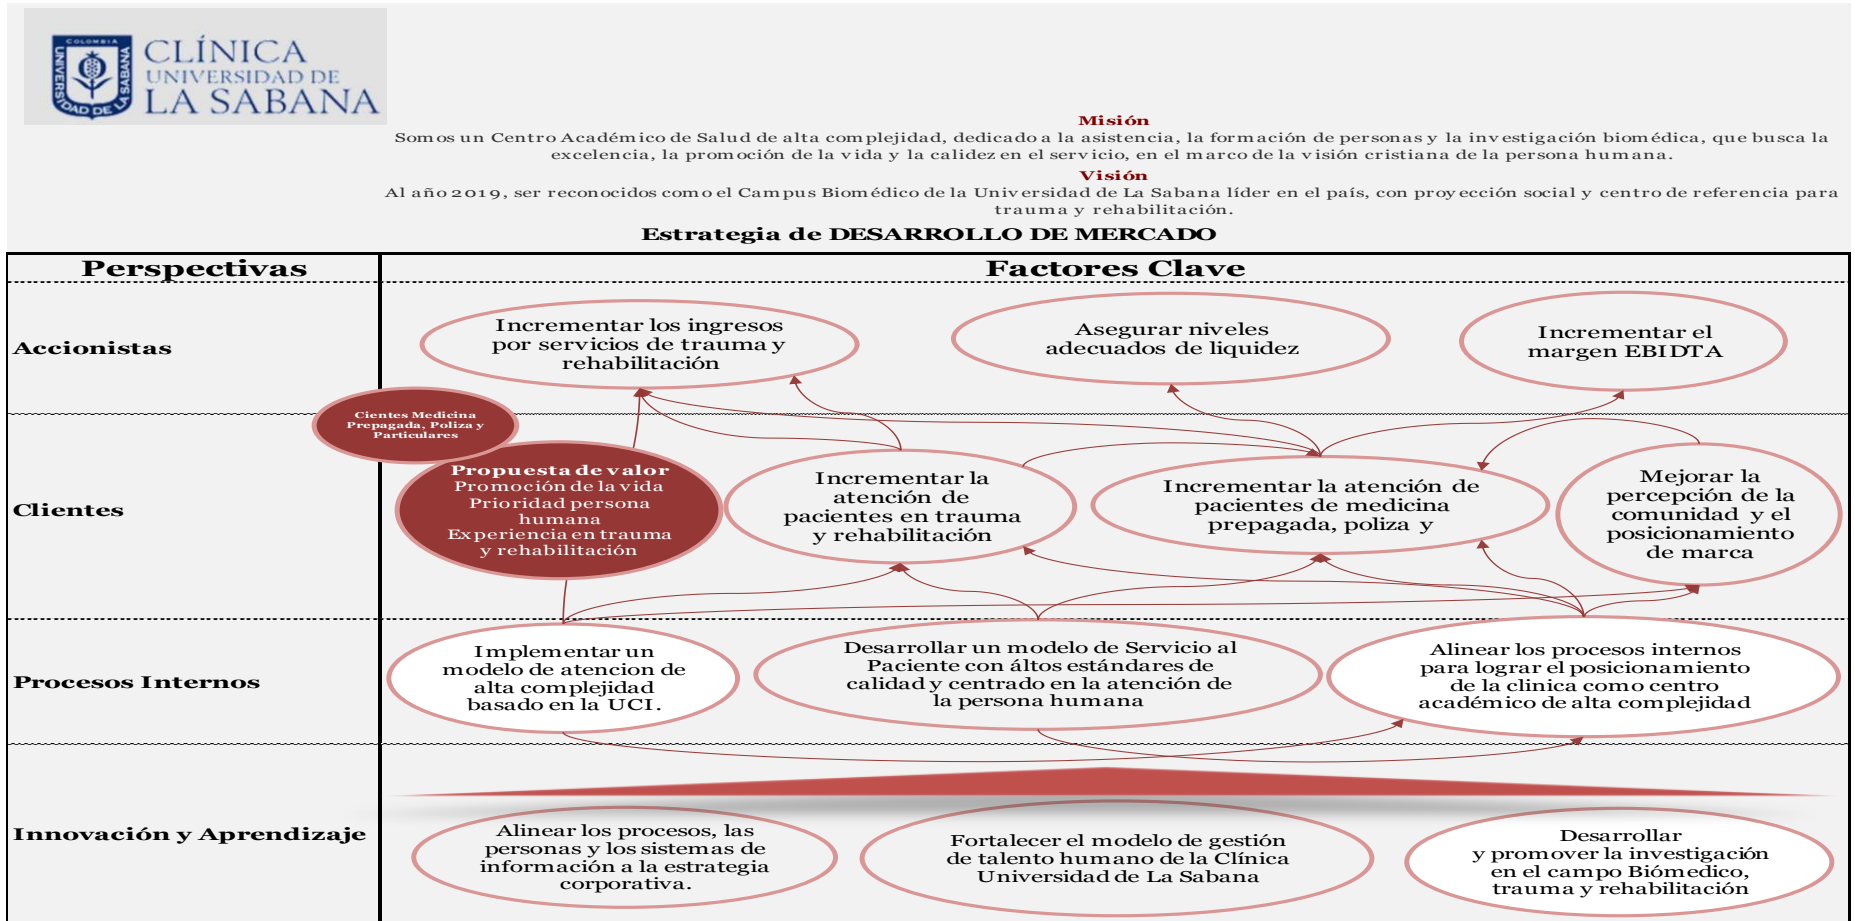 COLOMBIA
UNIVERSIDAD DE LA SABANA
CLÍNICA
UNIVERSIDAD DE
LA SABANA
Misión
Somos un Centro Académico de Salud de alta complejidad, dedicado a la asistencia, la formación de personas y la investigación biomédica, que busca la
excelencia, la promoción de la vida y la calidez en el servicio, en el marco de la visión cristiana de la persona humana.
Visión
Al año 2019, ser reconocidos como el Campus Biomédico de la Universidad de La Sabana líder en el país, con proyección social y centro de referencia para
trauma y rehabilitación.
Estrategia de DESARROLLO DE MERCADO
Perspectivas
Factores Clave
Accionistas
Incrementar los ingresos
por servicios de trauma y
rehabilitación
Asegurar niveles
adecuados de liquidez
Incrementar el
margen EBIDTA
Cientes Medicina
Prepagada, Poliza y
Particulares
Clientes
Propuesta de valor
Promoción de la vida
Prioridad persona
humana
Experiencia en trauma
y rehabilitación
Incrementar la
atención de
pacientes en trauma
y rehabilitación
Incrementar la atención de
pacientes de medicina
prepagada, poliza y
Mejorar la
percepción de la
comunidad y el
posicionamiento
de marca
Procesos Internos
Implementar un
modelo de atencion de
alta complejidad
basado en la UCI.
Desarrollar un modelo de Servicio al
Paciente con áltos estándares de
calidad y centrado en la atención de
la persona humana
Alinear los procesos internos
para lograr el posicionamiento
de la clinica como centro
académico de alta complejidad
Innovación y Aprendizaje
Alinear los procesos, las
personas y los sistemas de
información a la estrategia
corporativa.
Fortalecer el modelo de gestión
de talento humano de la Clínica
Universidad de La Sabana
Desarrollar
y promover la investigación
en el campo Biómedico,
trauma y rehabilitación